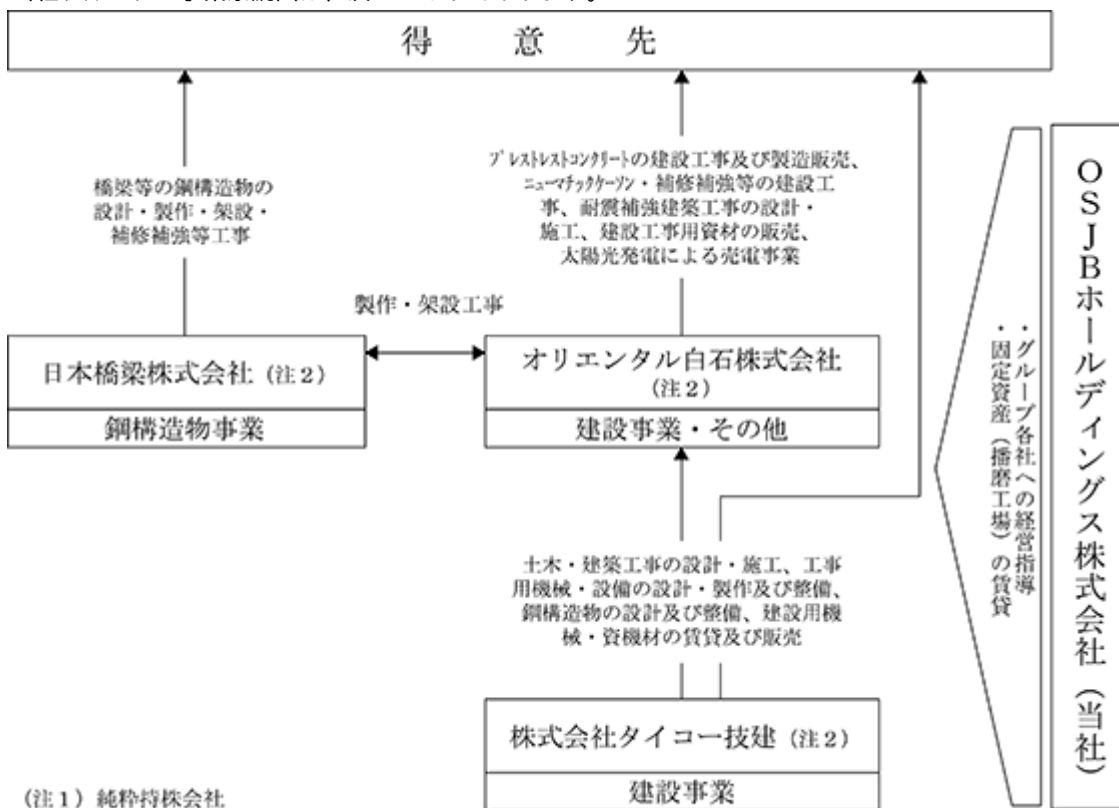 得意先
橋梁等の鋼構造物の
設計・製作・架設・
補修補強等工事
プレストレストコンクリートの建設工事及び製造販売、
ニューマチックケーソン・補修補強等の建設工
事、耐震補強建築工事の設計・
施工、建設工事用資材の販売、
太陽光発電による売電事業
製作・架設工事
日本橋梁株式会社（注２）
鋼構造物事業
オリエンタル白石株式会社
（注２）
建設事業・その他
土木・建築工事の設計・施工、工事
用機械・設備の設計・製作及び整備、
鋼構造物の設計及び整備、建設用機
械・資機材の賃貸及び販売
株式会社タイコー技建（注２）
建設事業
・グループ各社への経営指導
・固定資産（播磨工場）の賃貸
ＯＳＪＢホールディングス株式会社（当社）
（注１）純粋持株会社